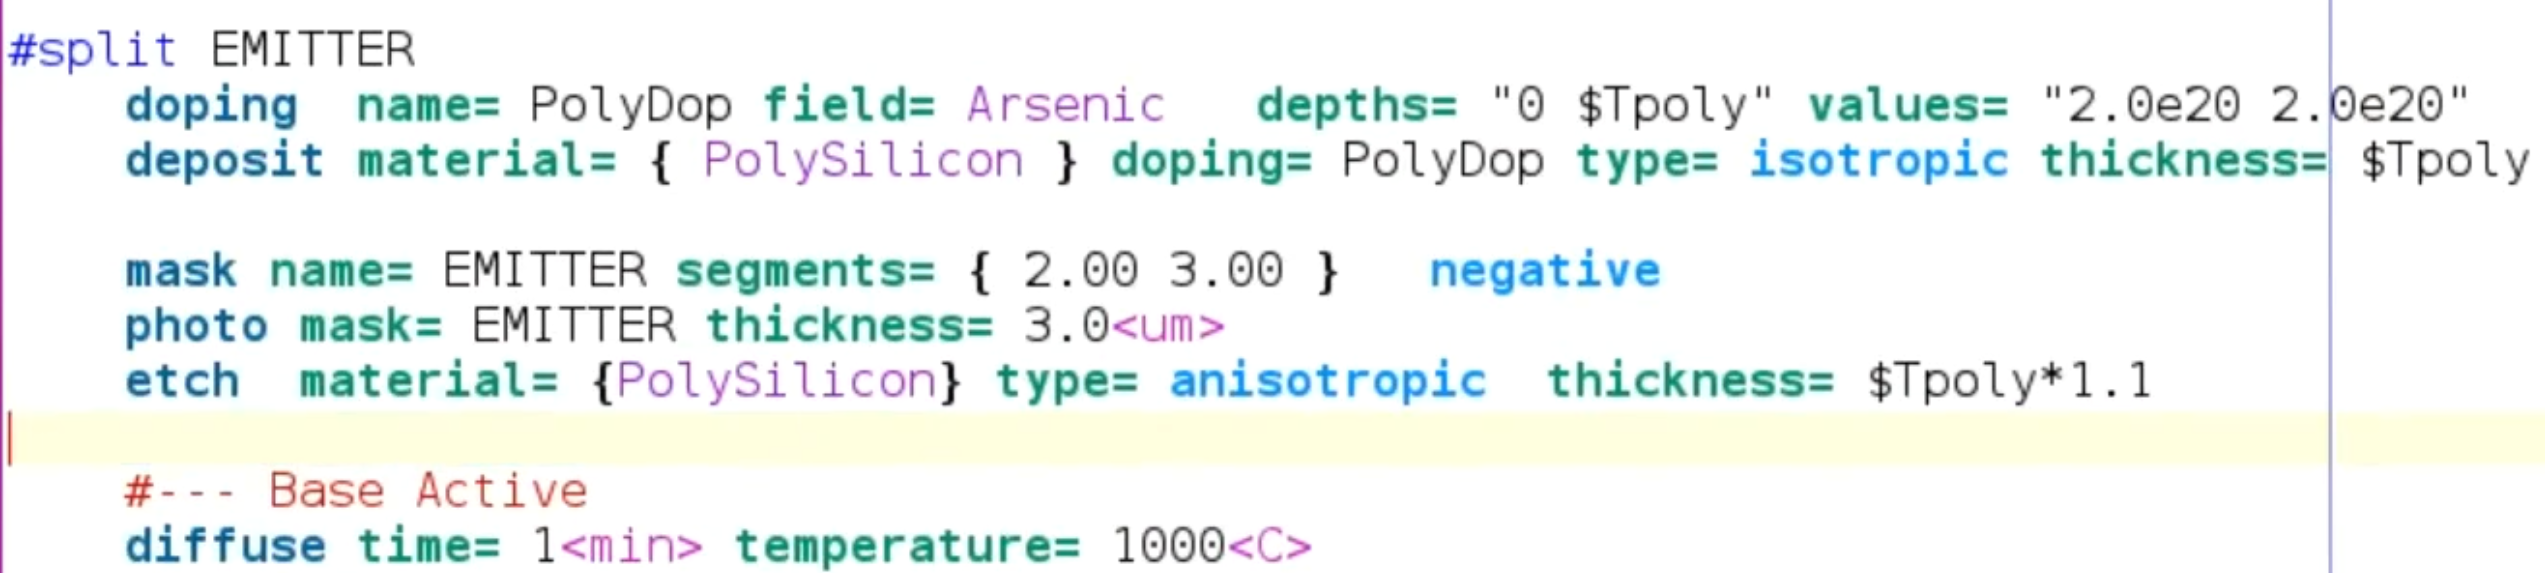 #split EMITTER
doping name= PolyDop field= Arsenic depths= "0 $Tpoly" values= "2.0e20 2.0e20"
deposit material= { PolySilicon } doping= PolyDop type= isotropic thickness= $Tpoly
mask name= EMITTER segments= { 2.00 3.00 } negative
photo mask= EMITTER thickness= 3.0<um>
etch material= {PolySilicon} type= anisotropic thickness= $Tpoly*1.1
#--- Base Active
diffuse time= 1<min> temperature= 1000<C>